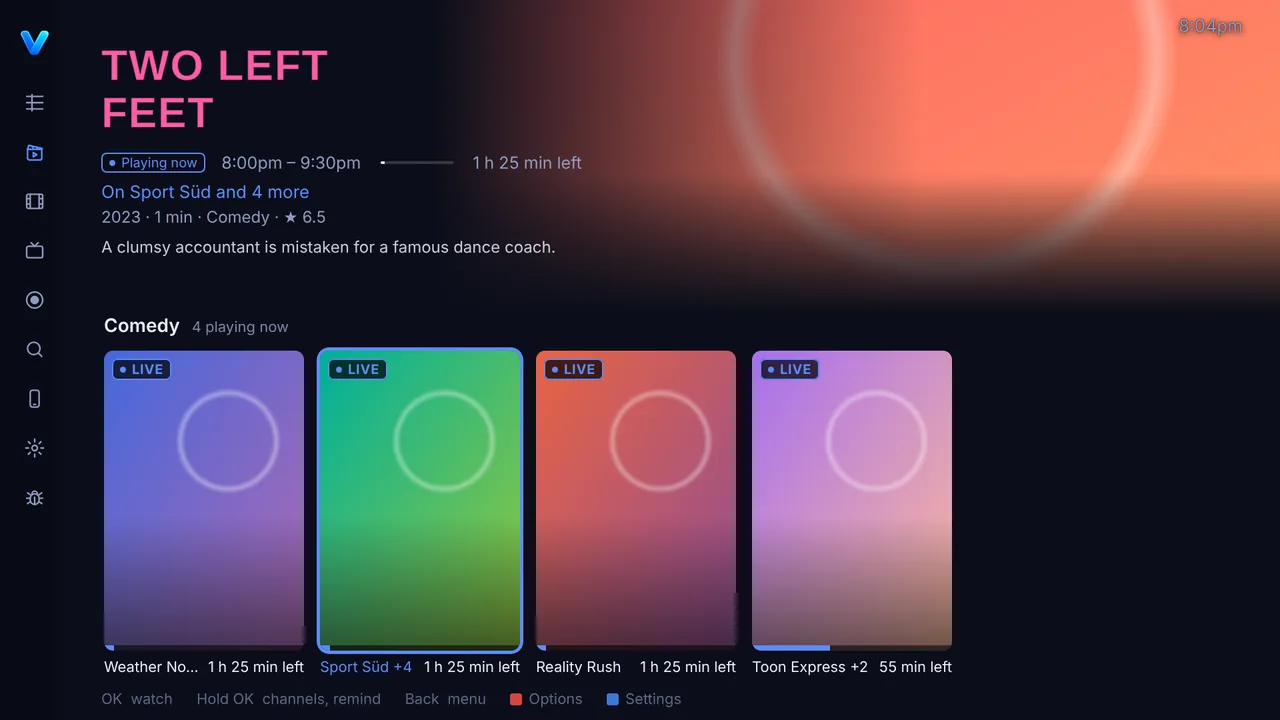 8:04pm
TWO LEFT
FEET
Playing now 8:00pm – 9:30pm 1 h 25 min left
On Sport Süd and 4 more
2023 · 1 min · Comedy · ★ 6.5
A clumsy accountant is mistaken for a famous dance coach.
Comedy 4 playing now
LIVE LIVE LIVE LIVE
Weather No... 1 h 25 min left Sport Süd +4 1 h 25 min left Reality Rush 1 h 25 min left Toon Express +2 55 min left
OK watch Hold OK channels, remind Back menu Options Settings